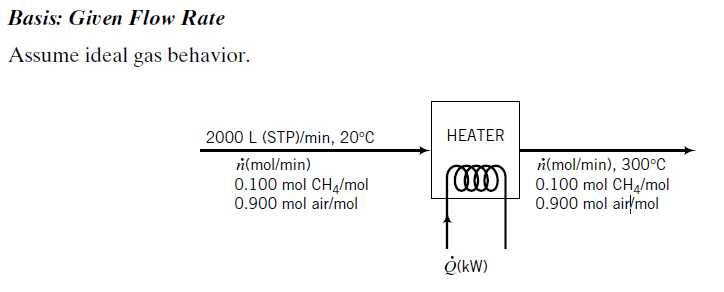 Basis: Given Flow Rate
Assume ideal gas behavior.
2000 L (STP)/min, 20°C
HEATER
ṅ(mol/min)
0.100 mol CH₄/mol
0.900 mol air/mol
ṅ(mol/min), 300°C
0.100 mol CH₄/mol
0.900 mol air/mol
Q̇(kW)